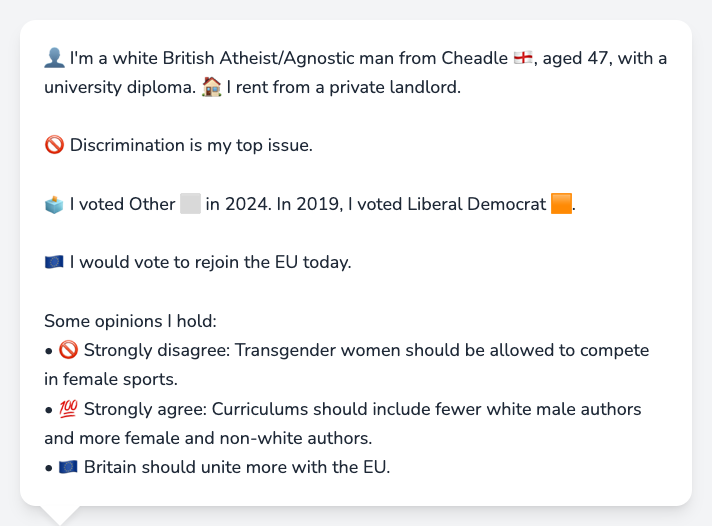 👤 I'm a white British Atheist/Agnostic man from Cheadle 🏴󠁧󠁢󠁥󠁮󠁧󠁿, aged 47, with a
university diploma. 🏠 I rent from a private landlord.
🚫 Discrimination is my top issue.
🗳️ I voted Other ⬜ in 2024. In 2019, I voted Liberal Democrat 🟧.
🇪🇺 I would vote to rejoin the EU today.
Some opinions I hold:
• 🚫 Strongly disagree: Transgender women should be allowed to compete
in female sports.
• 💯 Strongly agree: Curriculums should include fewer white male authors
and more female and non-white authors.
• 🇪🇺 Britain should unite more with the EU.